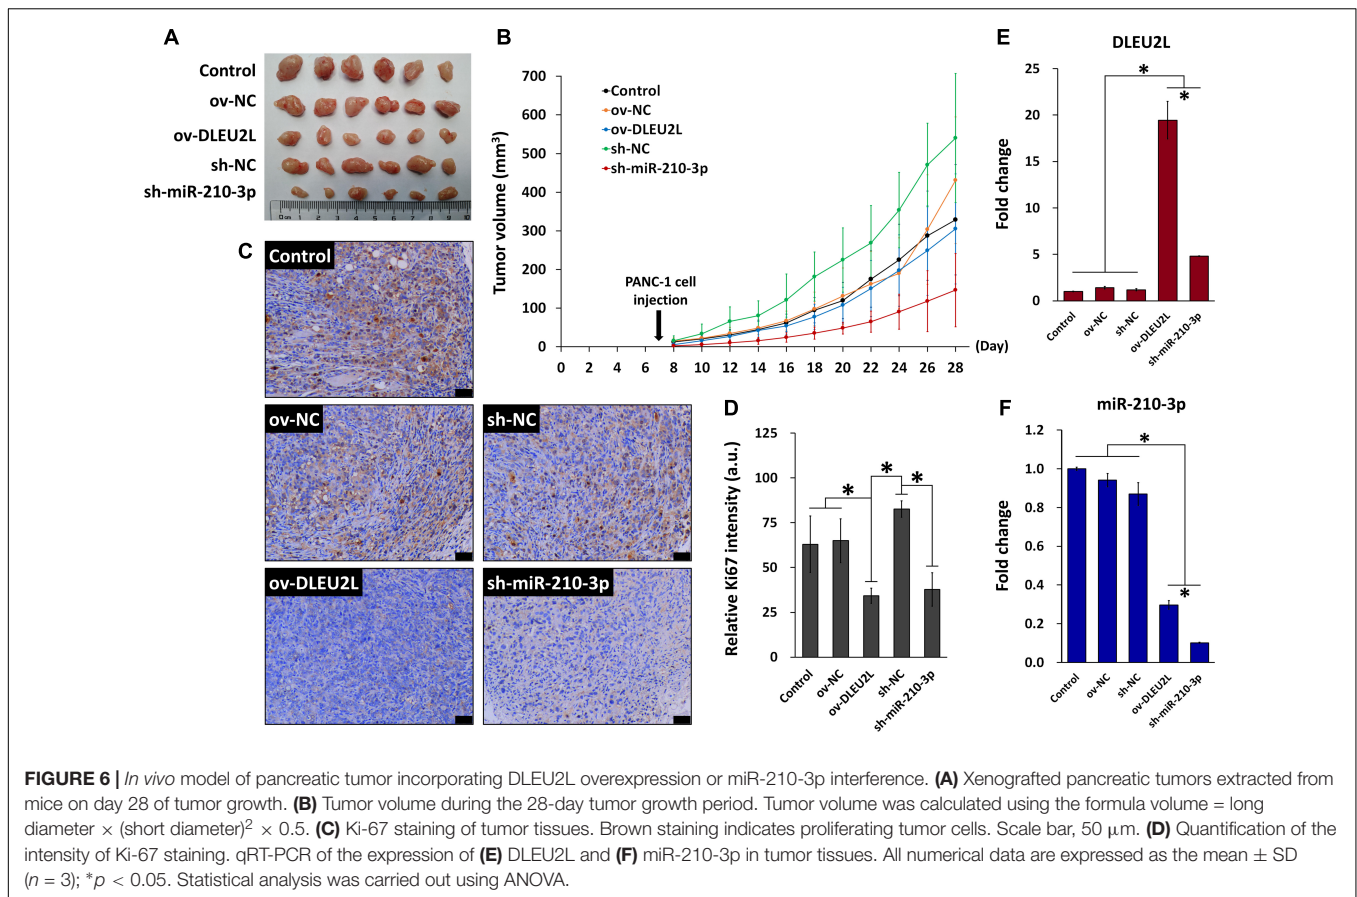 A
Control
ov-NC
ov-DLEU2L
sh-NC
sh-miR-210-3p
0 cm 1 2 3 4 5 6 7 8 9 10
B
Tumor volume (mm³)
700
600
500
400
300
200
100
0
Control
ov-NC
ov-DLEU2L
sh-NC
sh-miR-210-3p
PANC-1 cell
injection
0 2 4 6 8 10 12 14 16 18 20 22 24 26 28
(Day)
C
Control
ov-NC
sh-NC
ov-DLEU2L
sh-miR-210-3p
D
Relative Ki67 intensity (a.u.)
125
100
75
50
25
0
* * *
Control
ov-NC
ov-DLEU2L
sh-NC
sh-miR-210-3p
E
DLEU2L
Fold change
25
20
15
10
5
0
* *
Control
ov-NC
sh-NC
ov-DLEU2L
sh-miR-210-3p
F
miR-210-3p
Fold change
1.2
1.0
0.8
0.6
0.4
0.2
0.0
* *
Control
ov-NC
sh-NC
ov-DLEU2L
sh-miR-210-3p
FIGURE 6 | In vivo model of pancreatic tumor incorporating DLEU2L overexpression or miR-210-3p interference. (A) Xenografted pancreatic tumors extracted from
mice on day 28 of tumor growth. (B) Tumor volume during the 28-day tumor growth period. Tumor volume was calculated using the formula volume = long
diameter × (short diameter)² × 0.5. (C) Ki-67 staining of tumor tissues. Brown staining indicates proliferating tumor cells. Scale bar, 50 μm. (D) Quantification of the
intensity of Ki-67 staining. qRT-PCR of the expression of (E) DLEU2L and (F) miR-210-3p in tumor tissues. All numerical data are expressed as the mean ± SD
(n = 3); *p < 0.05. Statistical analysis was carried out using ANOVA.